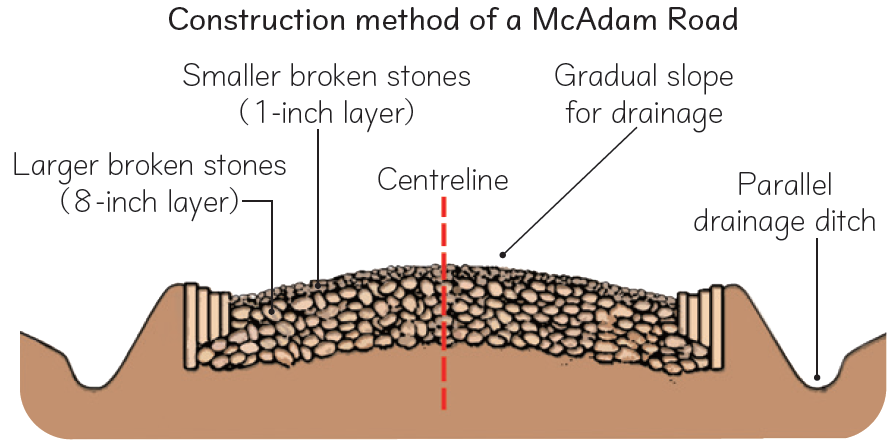 Construction method of a McAdam Road
Smaller broken stones
(1-inch layer)
Gradual slope
for drainage
Larger broken stones
(8-inch layer)
Centreline
Parallel
drainage ditch